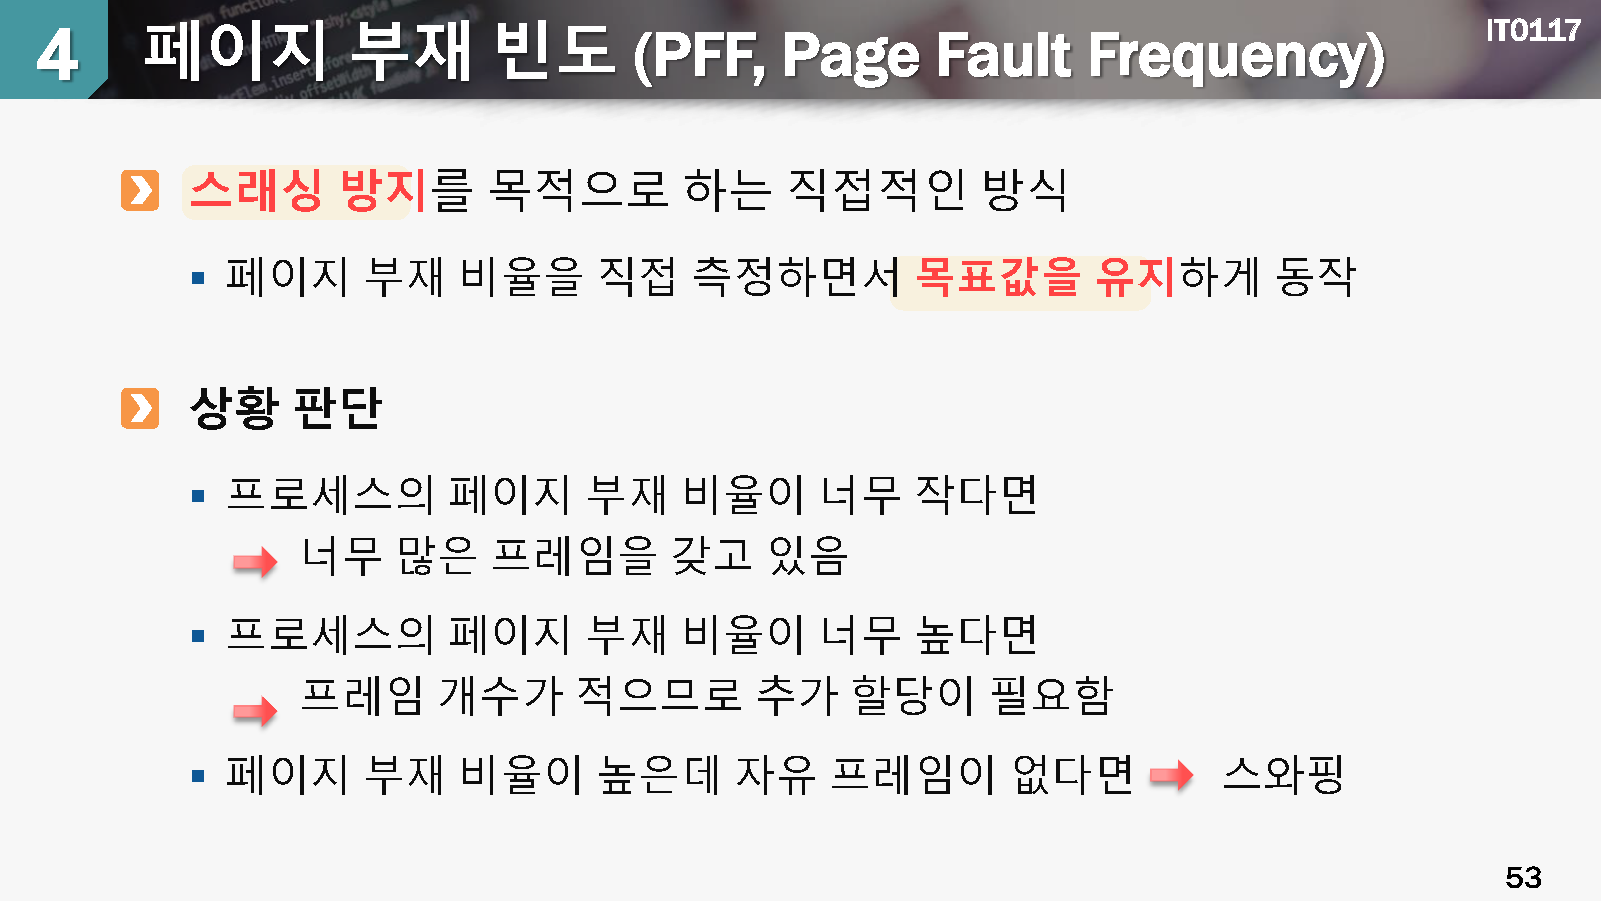 4 페이지 부재 빈도 (PFF, Page Fault Frequency)
IT0117
스래싱 방지를 목적으로 하는 직접적인 방식
페이지 부재 비율을 직접 측정하면서 목표값을 유지하게 동작
상황 판단
프로세스의 페이지 부재 비율이 너무 작다면
너무 많은 프레임을 갖고 있음
프로세스의 페이지 부재 비율이 너무 높다면
프레임 개수가 적으므로 추가 할당이 필요함
페이지 부재 비율이 높은데 자유 프레임이 없다면 스와핑
53